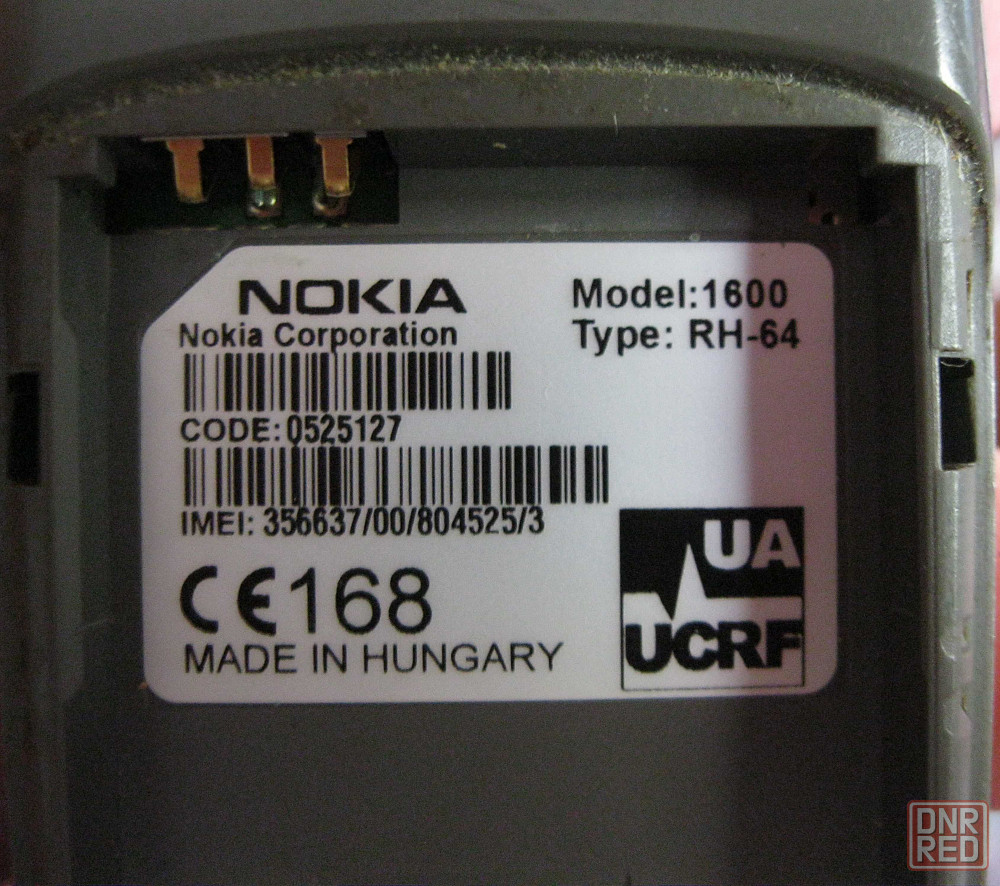 NOKIA
Nokia Corporation
Model:1600
Type: RH-64
CODE:0525127
IMEI: 356637/00/804525/3
CE168
MADE IN HUNGARY
UA
UCRF
DNR
RED